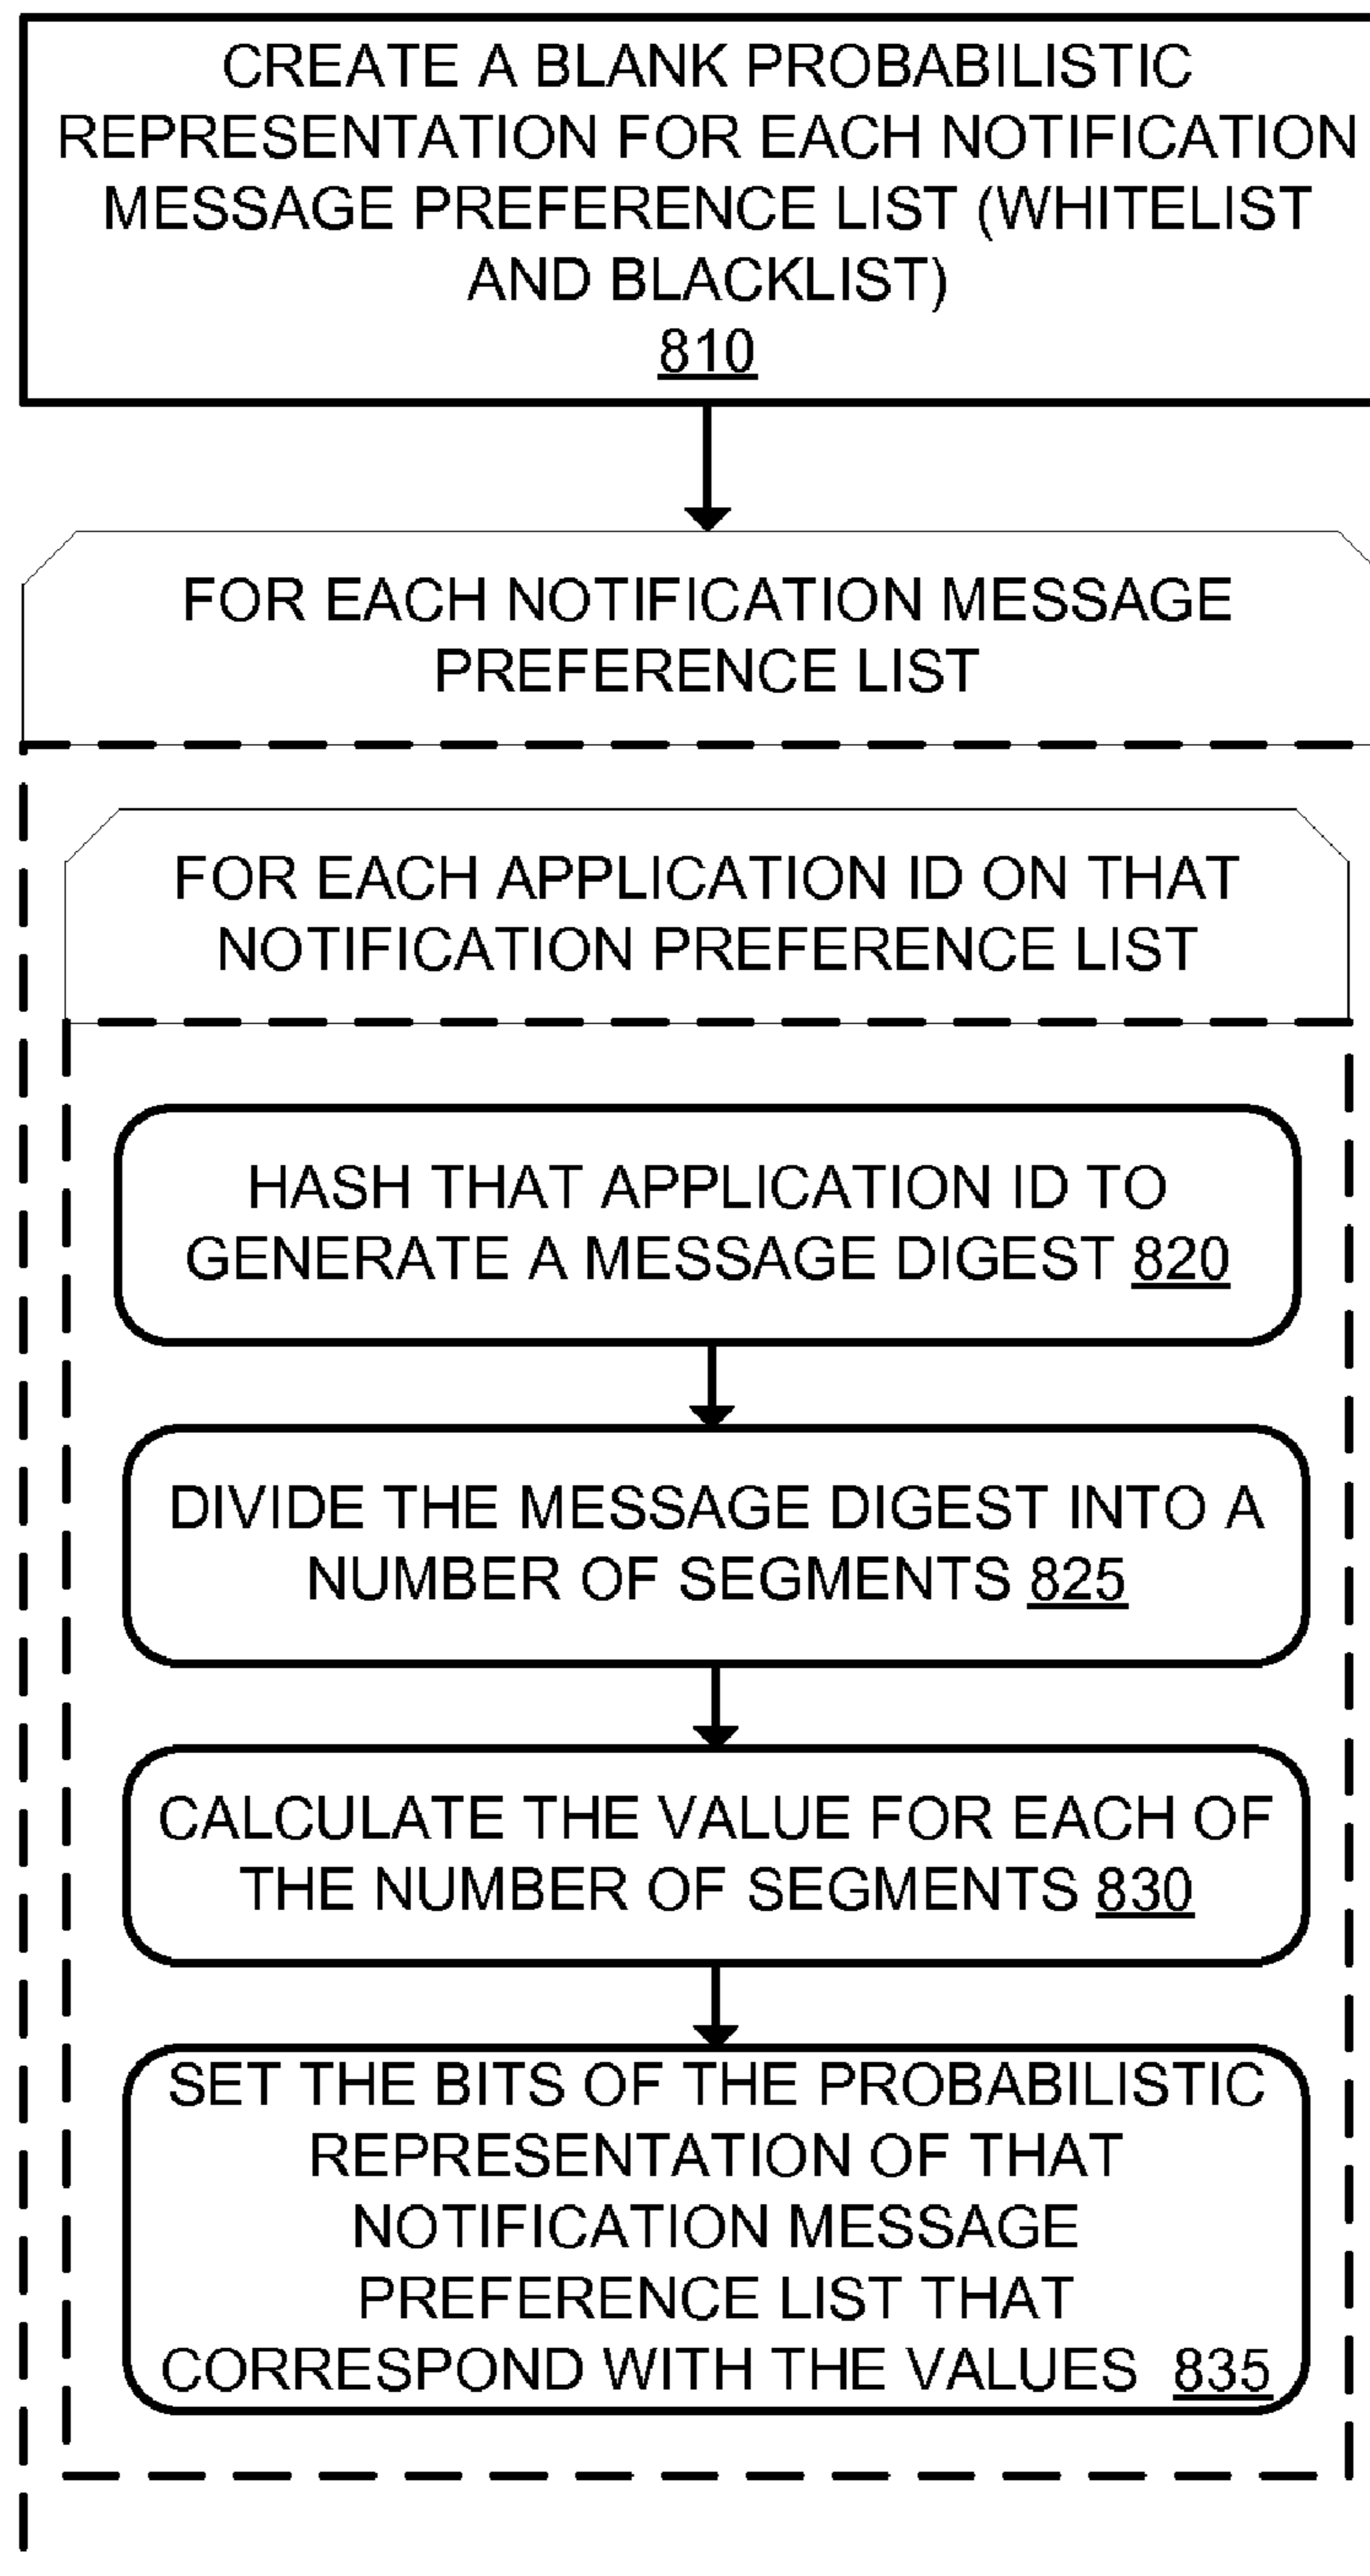 CREATE A BLANK PROBABILISTIC
REPRESENTATION FOR EACH NOTIFICATION
MESSAGE PREFERENCE LIST (WHITELIST
AND BLACKLIST)
810
FOR EACH NOTIFICATION MESSAGE
PREFERENCE LIST
FOR EACH APPLICATION ID ON THAT
NOTIFICATION PREFERENCE LIST
HASH THAT APPLICATION ID TO
GENERATE A MESSAGE DIGEST 820
DIVIDE THE MESSAGE DIGEST INTO A
NUMBER OF SEGMENTS 825
CALCULATE THE VALUE FOR EACH OF
THE NUMBER OF SEGMENTS 830
SET THE BITS OF THE PROBABILISTIC
REPRESENTATION OF THAT
NOTIFICATION MESSAGE
PREFERENCE LIST THAT
CORRESPOND WITH THE VALUES 835